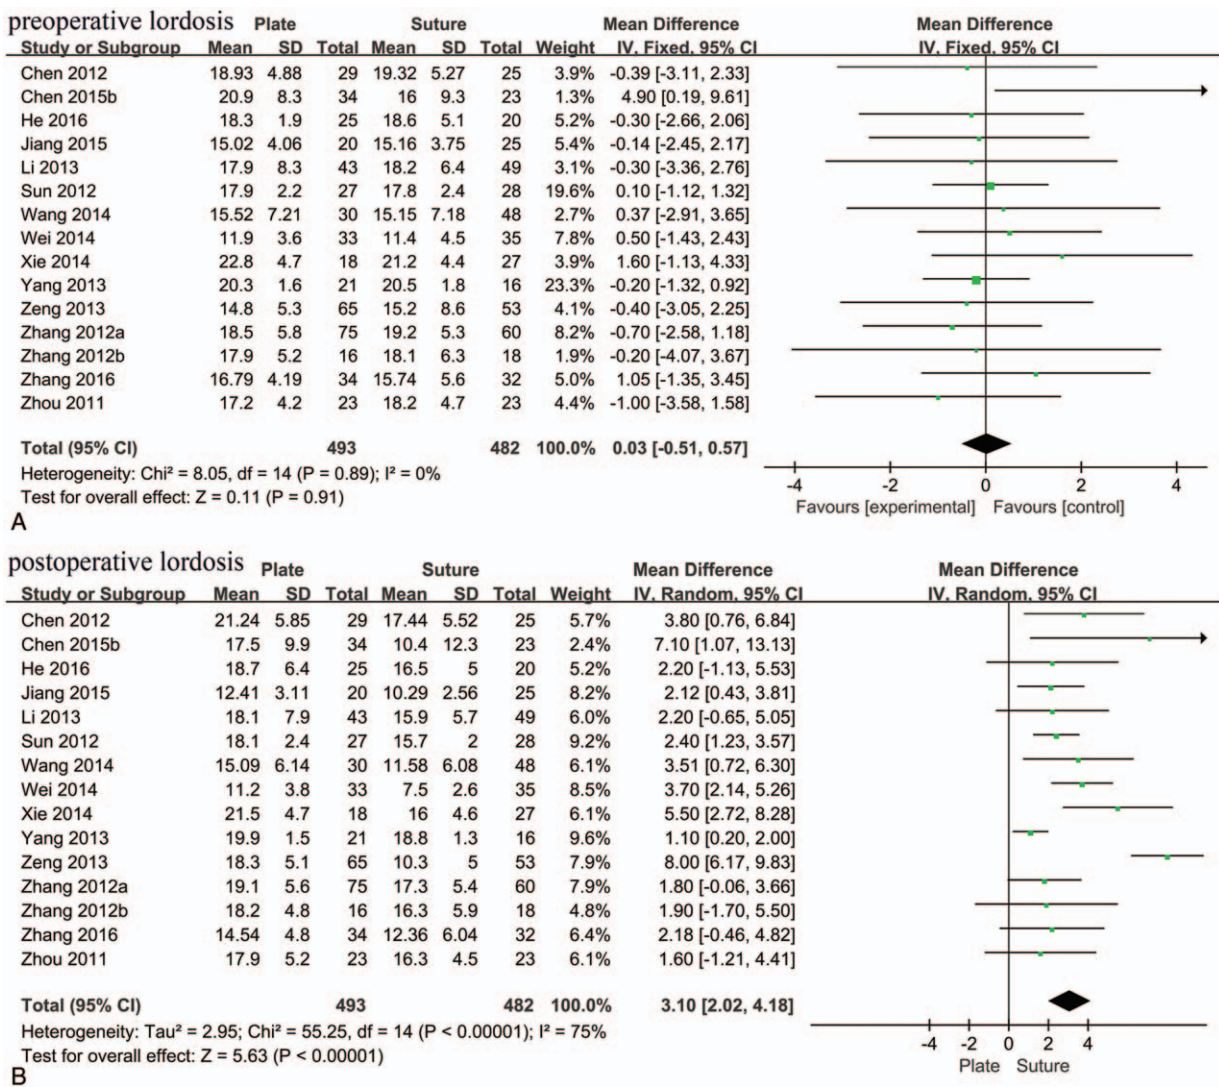 preoperative lordosis Plate Suture Mean Difference Mean Difference
Study or Subgroup Mean SD Total Mean SD Total Weight IV, Fixed, 95% CI IV, Fixed, 95% CI
Chen 2012 18.93 4.88 29 19.32 5.27 25 3.9% -0.39 [-3.11, 2.33]
Chen 2015b 20.9 8.3 34 16 9.3 23 1.3% 4.90 [0.19, 9.61]
He 2016 18.3 1.9 25 18.6 5.1 20 5.2% -0.30 [-2.66, 2.06]
Jiang 2015 15.02 4.06 20 15.16 3.75 25 5.4% -0.14 [-2.45, 2.17]
Li 2013 17.9 8.3 43 18.2 6.4 49 3.1% -0.30 [-3.36, 2.76]
Sun 2012 17.9 2.2 27 17.8 2.4 28 19.6% 0.10 [-1.12, 1.32]
Wang 2014 15.52 7.21 30 15.15 7.18 48 2.7% 0.37 [-2.91, 3.65]
Wei 2014 11.9 3.6 33 11.4 4.5 35 7.8% 0.50 [-1.43, 2.43]
Xie 2014 22.8 4.7 18 21.2 4.4 27 3.9% 1.60 [-1.13, 4.33]
Yang 2013 20.3 1.6 21 20.5 1.8 16 23.3% -0.20 [-1.32, 0.92]
Zeng 2013 14.8 5.3 65 15.2 8.6 53 4.1% -0.40 [-3.05, 2.25]
Zhang 2012a 18.5 5.8 75 19.2 5.3 60 8.2% -0.70 [-2.58, 1.18]
Zhang 2012b 17.9 5.2 16 18.1 6.3 18 1.9% -0.20 [-4.07, 3.67]
Zhang 2016 16.79 4.19 34 15.74 5.6 32 5.0% 1.05 [-1.35, 3.45]
Zhou 2011 17.2 4.2 23 18.2 4.7 23 4.4% -1.00 [-3.58, 1.58]
Total (95% CI) 493 482 100.0% 0.03 [-0.51, 0.57]
Heterogeneity: Chi² = 8.05, df = 14 (P = 0.89); I² = 0%
Test for overall effect: Z = 0.11 (P = 0.91)
-4 -2 0 2 4
Favours [experimental] Favours [control]
A
postoperative lordosis Plate Suture Mean Difference Mean Difference
Study or Subgroup Mean SD Total Mean SD Total Weight IV, Random, 95% CI IV, Random, 95% CI
Chen 2012 21.24 5.85 29 17.44 5.52 25 5.7% 3.80 [0.76, 6.84]
Chen 2015b 17.5 9.9 34 10.4 12.3 23 2.4% 7.10 [1.07, 13.13]
He 2016 18.7 6.4 25 16.5 5 20 5.2% 2.20 [-1.13, 5.53]
Jiang 2015 12.41 3.11 20 10.29 2.56 25 8.2% 2.12 [0.43, 3.81]
Li 2013 18.1 7.9 43 15.9 5.7 49 6.0% 2.20 [-0.65, 5.05]
Sun 2012 18.1 2.4 27 15.7 2 28 9.2% 2.40 [1.23, 3.57]
Wang 2014 15.09 6.14 30 11.58 6.08 48 6.1% 3.51 [0.72, 6.30]
Wei 2014 11.2 3.8 33 7.5 2.6 35 8.5% 3.70 [2.14, 5.26]
Xie 2014 21.5 4.7 18 16 4.6 27 6.1% 5.50 [2.72, 8.28]
Yang 2013 19.9 1.5 21 18.8 1.3 16 9.6% 1.10 [0.20, 2.00]
Zeng 2013 18.3 5.1 65 10.3 5 53 7.9% 8.00 [6.17, 9.83]
Zhang 2012a 19.1 5.6 75 17.3 5.4 60 7.9% 1.80 [-0.06, 3.66]
Zhang 2012b 18.2 4.8 16 16.3 5.9 18 4.8% 1.90 [-1.70, 5.50]
Zhang 2016 14.54 4.8 34 12.36 6.04 32 6.4% 2.18 [-0.46, 4.82]
Zhou 2011 17.9 5.2 23 16.3 4.5 23 6.1% 1.60 [-1.21, 4.41]
Total (95% CI) 493 482 100.0% 3.10 [2.02, 4.18]
Heterogeneity: Tau² = 2.95; Chi² = 55.25, df = 14 (P < 0.00001); I² = 75%
Test for overall effect: Z = 5.63 (P < 0.00001)
-4 -2 0 2 4
Plate Suture
B